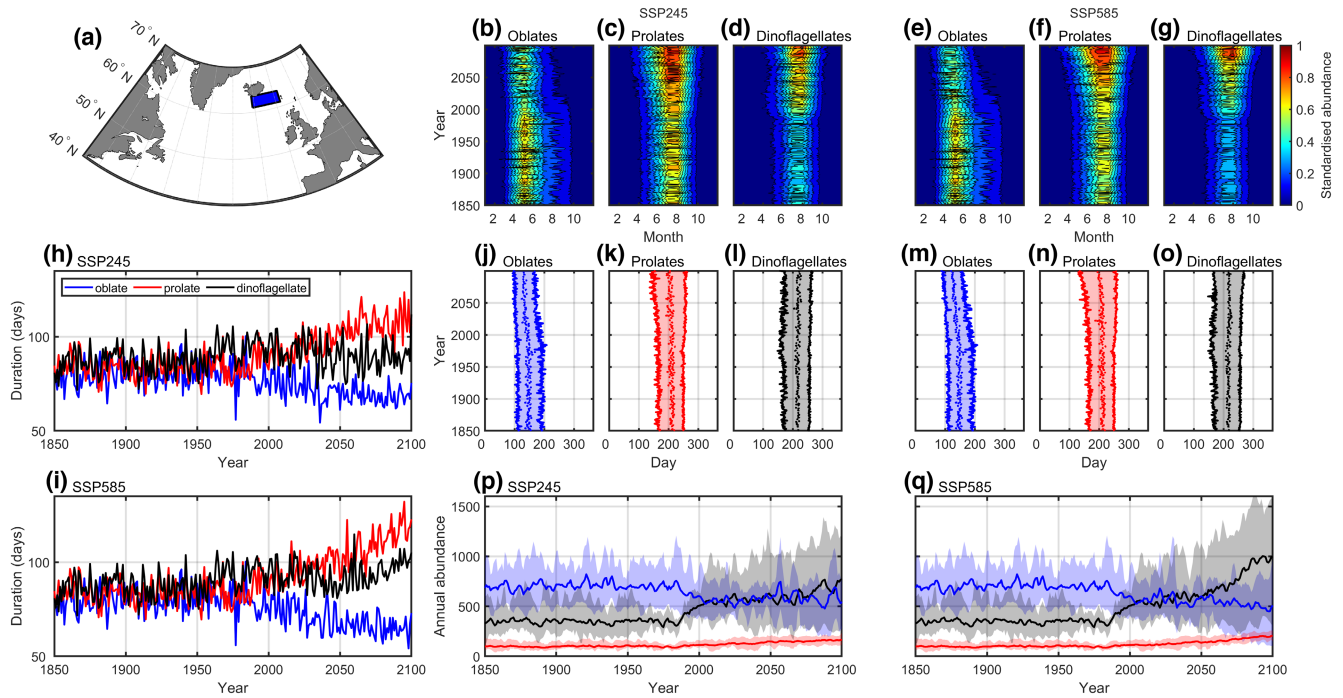 SSP245 SSP585
(a) (b) Oblates (c) Prolates (d) Dinoflagellates (e) Oblates (f) Prolates (g) Dinoflagellates
70° N
60° N
50° N
40° N
Year
2050
2000
1950
1900
1850
2 4 6 8 10 2 4 6 8 10 2 4 6 8 10 2 4 6 8 10 2 4 6 8 10 2 4 6 8 10
Month
1
0.8
0.6
0.4
0.2
0
Standardised abundance
(h) SSP245
oblate prolate dinoflagellate
Duration (days)
100
50
1850 1900 1950 2000 2050 2100
Year
(j) Oblates (k) Prolates (l) Dinoflagellates (m) Oblates (n) Prolates (o) Dinoflagellates
Year
2050
2000
1950
1900
1850
0 100 200 300 0 100 200 300 0 100 200 300 0 100 200 300 0 100 200 300 0 100 200 300
Day Day
(i) SSP585
Duration (days)
100
50
1850 1900 1950 2000 2050 2100
Year
(p) SSP245
Annual abundance
1500
1000
500
0
1850 1900 1950 2000 2050 2100
Year
(q) SSP585
1850 1900 1950 2000 2050 2100
Year